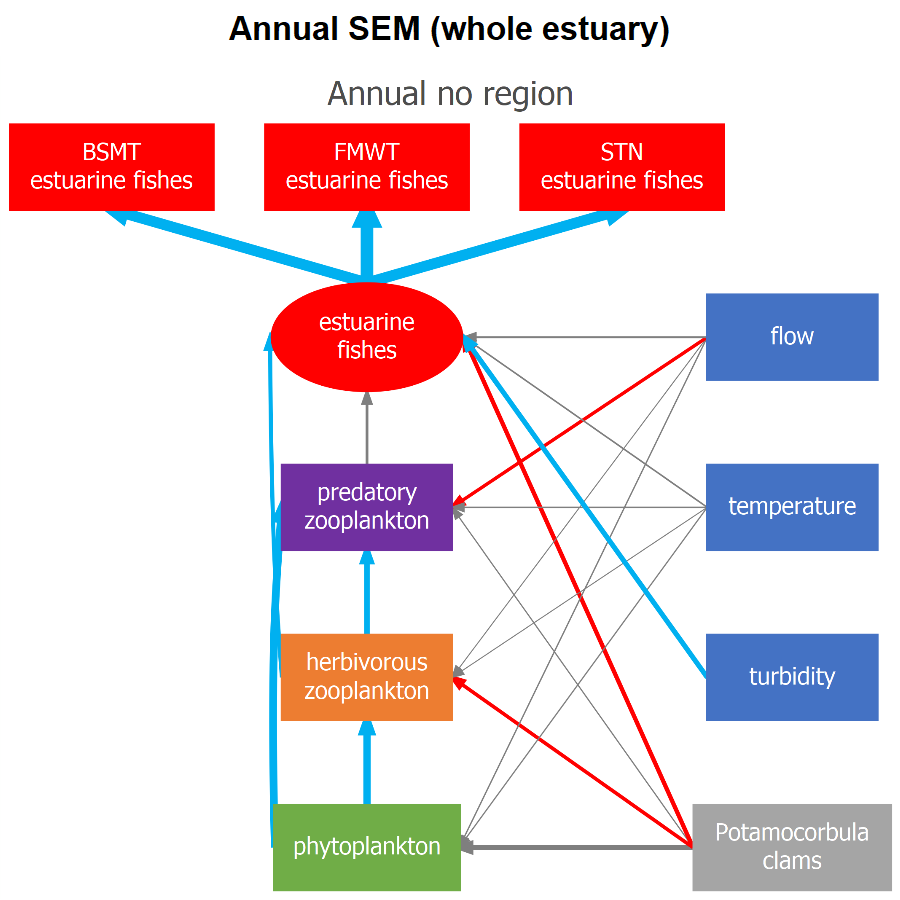 Annual SEM (whole estuary)
Annual no region
BSMT
estuarine fishes
FMWT
estuarine fishes
STN
estuarine fishes
estuarine
fishes
flow
predatory
zooplankton
temperature
herbivorous
zooplankton
turbidity
phytoplankton
Potamocorbula
clams